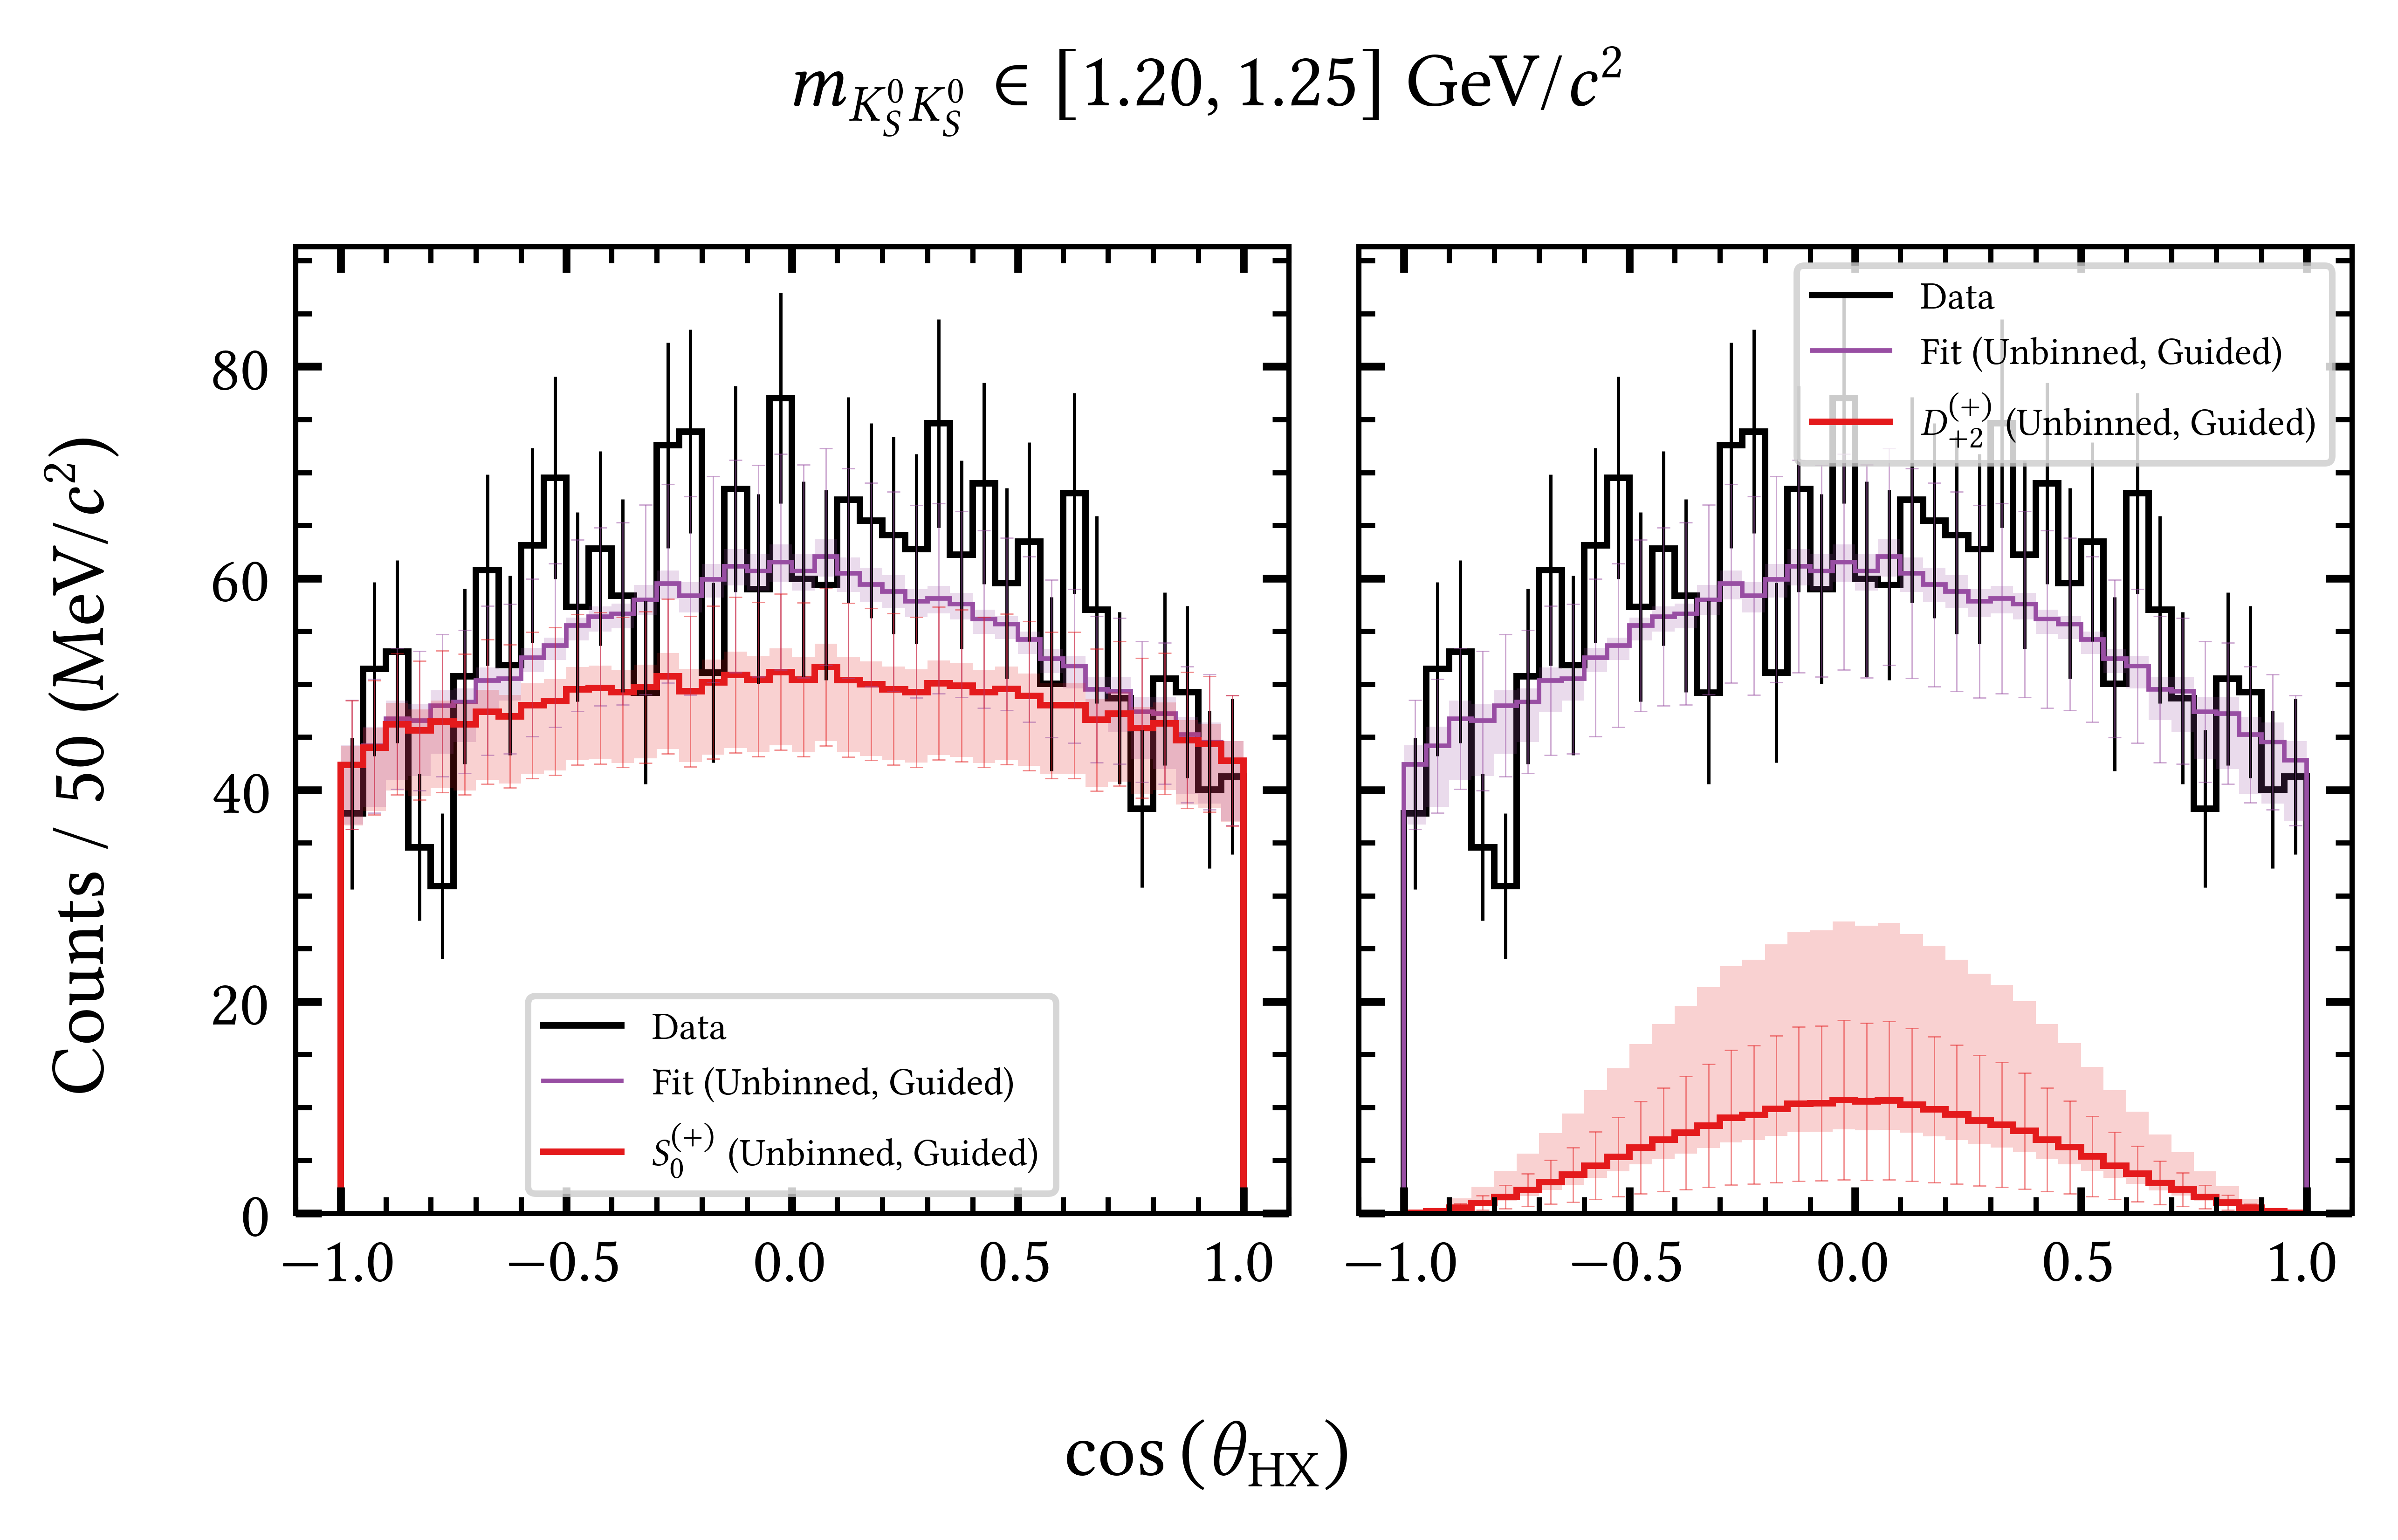 m_{K_S^0 K_S^0} ∈ [1.20, 1.25] GeV/c²
Counts / 50 (MeV/c²)
80
60
40
20
0
Data
Fit (Unbinned, Guided)
S_0^{(+)} (Unbinned, Guided)
−1.0 −0.5 0.0 0.5 1.0
Data
Fit (Unbinned, Guided)
D_{+2}^{(+)} (Unbinned, Guided)
−1.0 −0.5 0.0 0.5 1.0
cos (θ_HX)